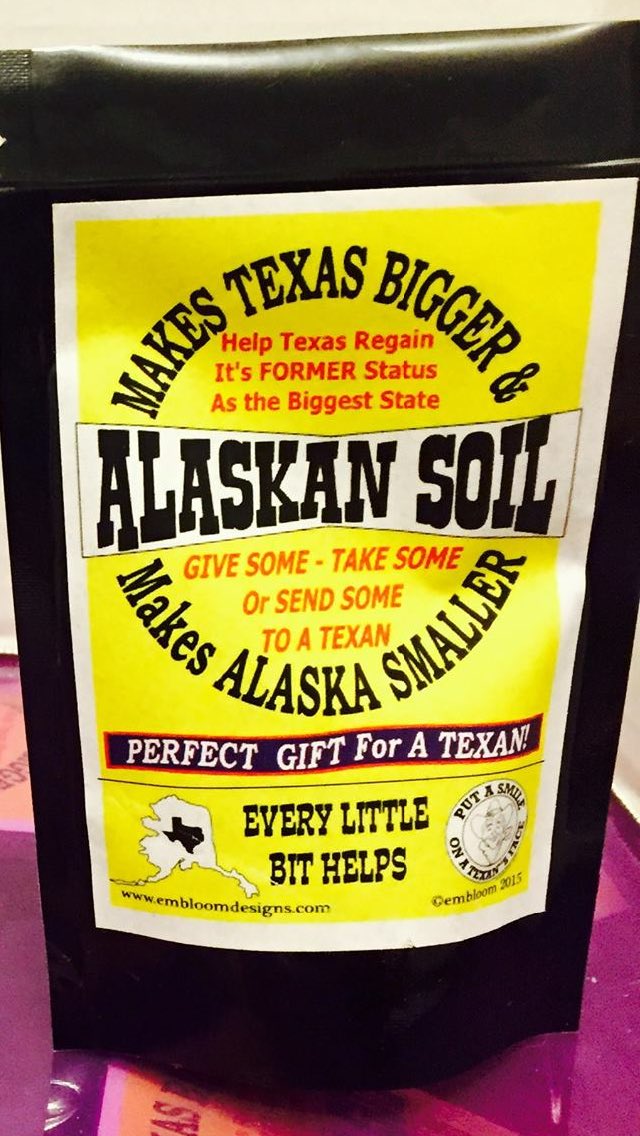 MAKES TEXAS BIGGER &
Help Texas Regain
It's FORMER Status
As the Biggest State
ALASKAN SOIL
GIVE SOME - TAKE SOME
Or SEND SOME
TO A TEXAN
Makes ALASKA SMALLER
PERFECT GIFT For A TEXAN!
EVERY LITTLE
BIT HELPS
PUT A SMILE
ON A TEXAN'S FACE
www.embloomdesigns.com
©embloom 2015